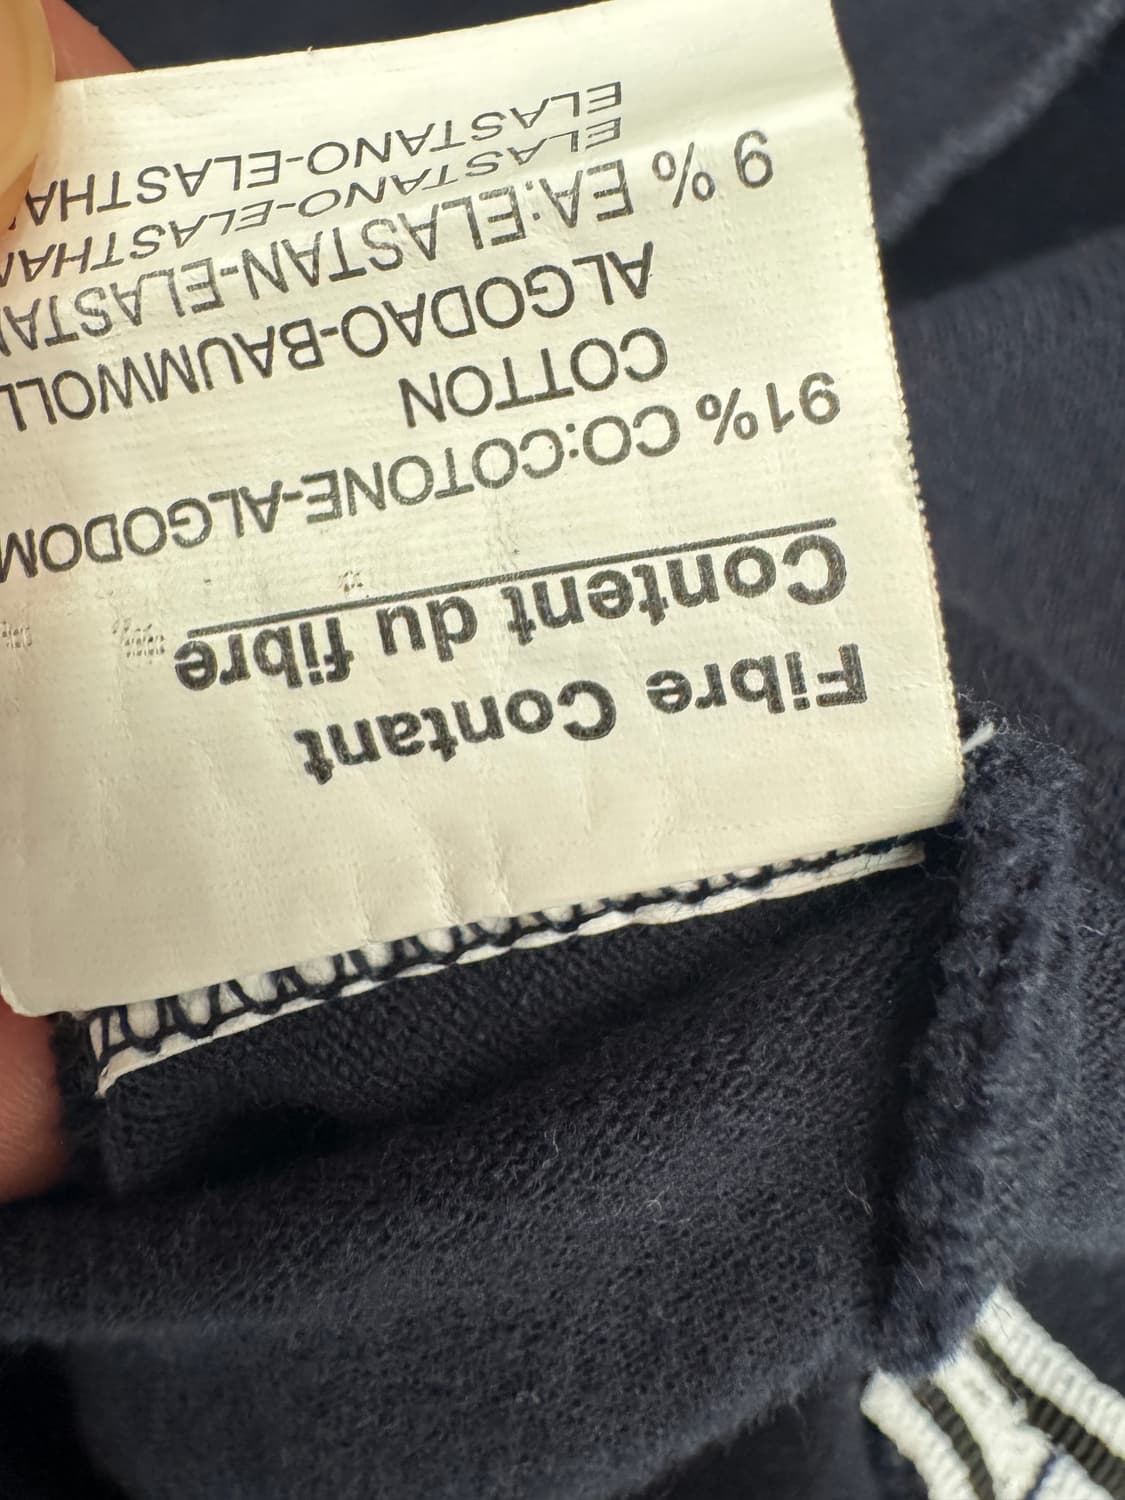 Fibre Contant
Content du fibre
91% CO:COTONE-ALGODOM
COTTON
ALGODAO-BAUMWOLL
9 % EA:ELASTAN-ELASTAN
ELASTANO-ELASTHAN
ELASTANO-ELASTHA